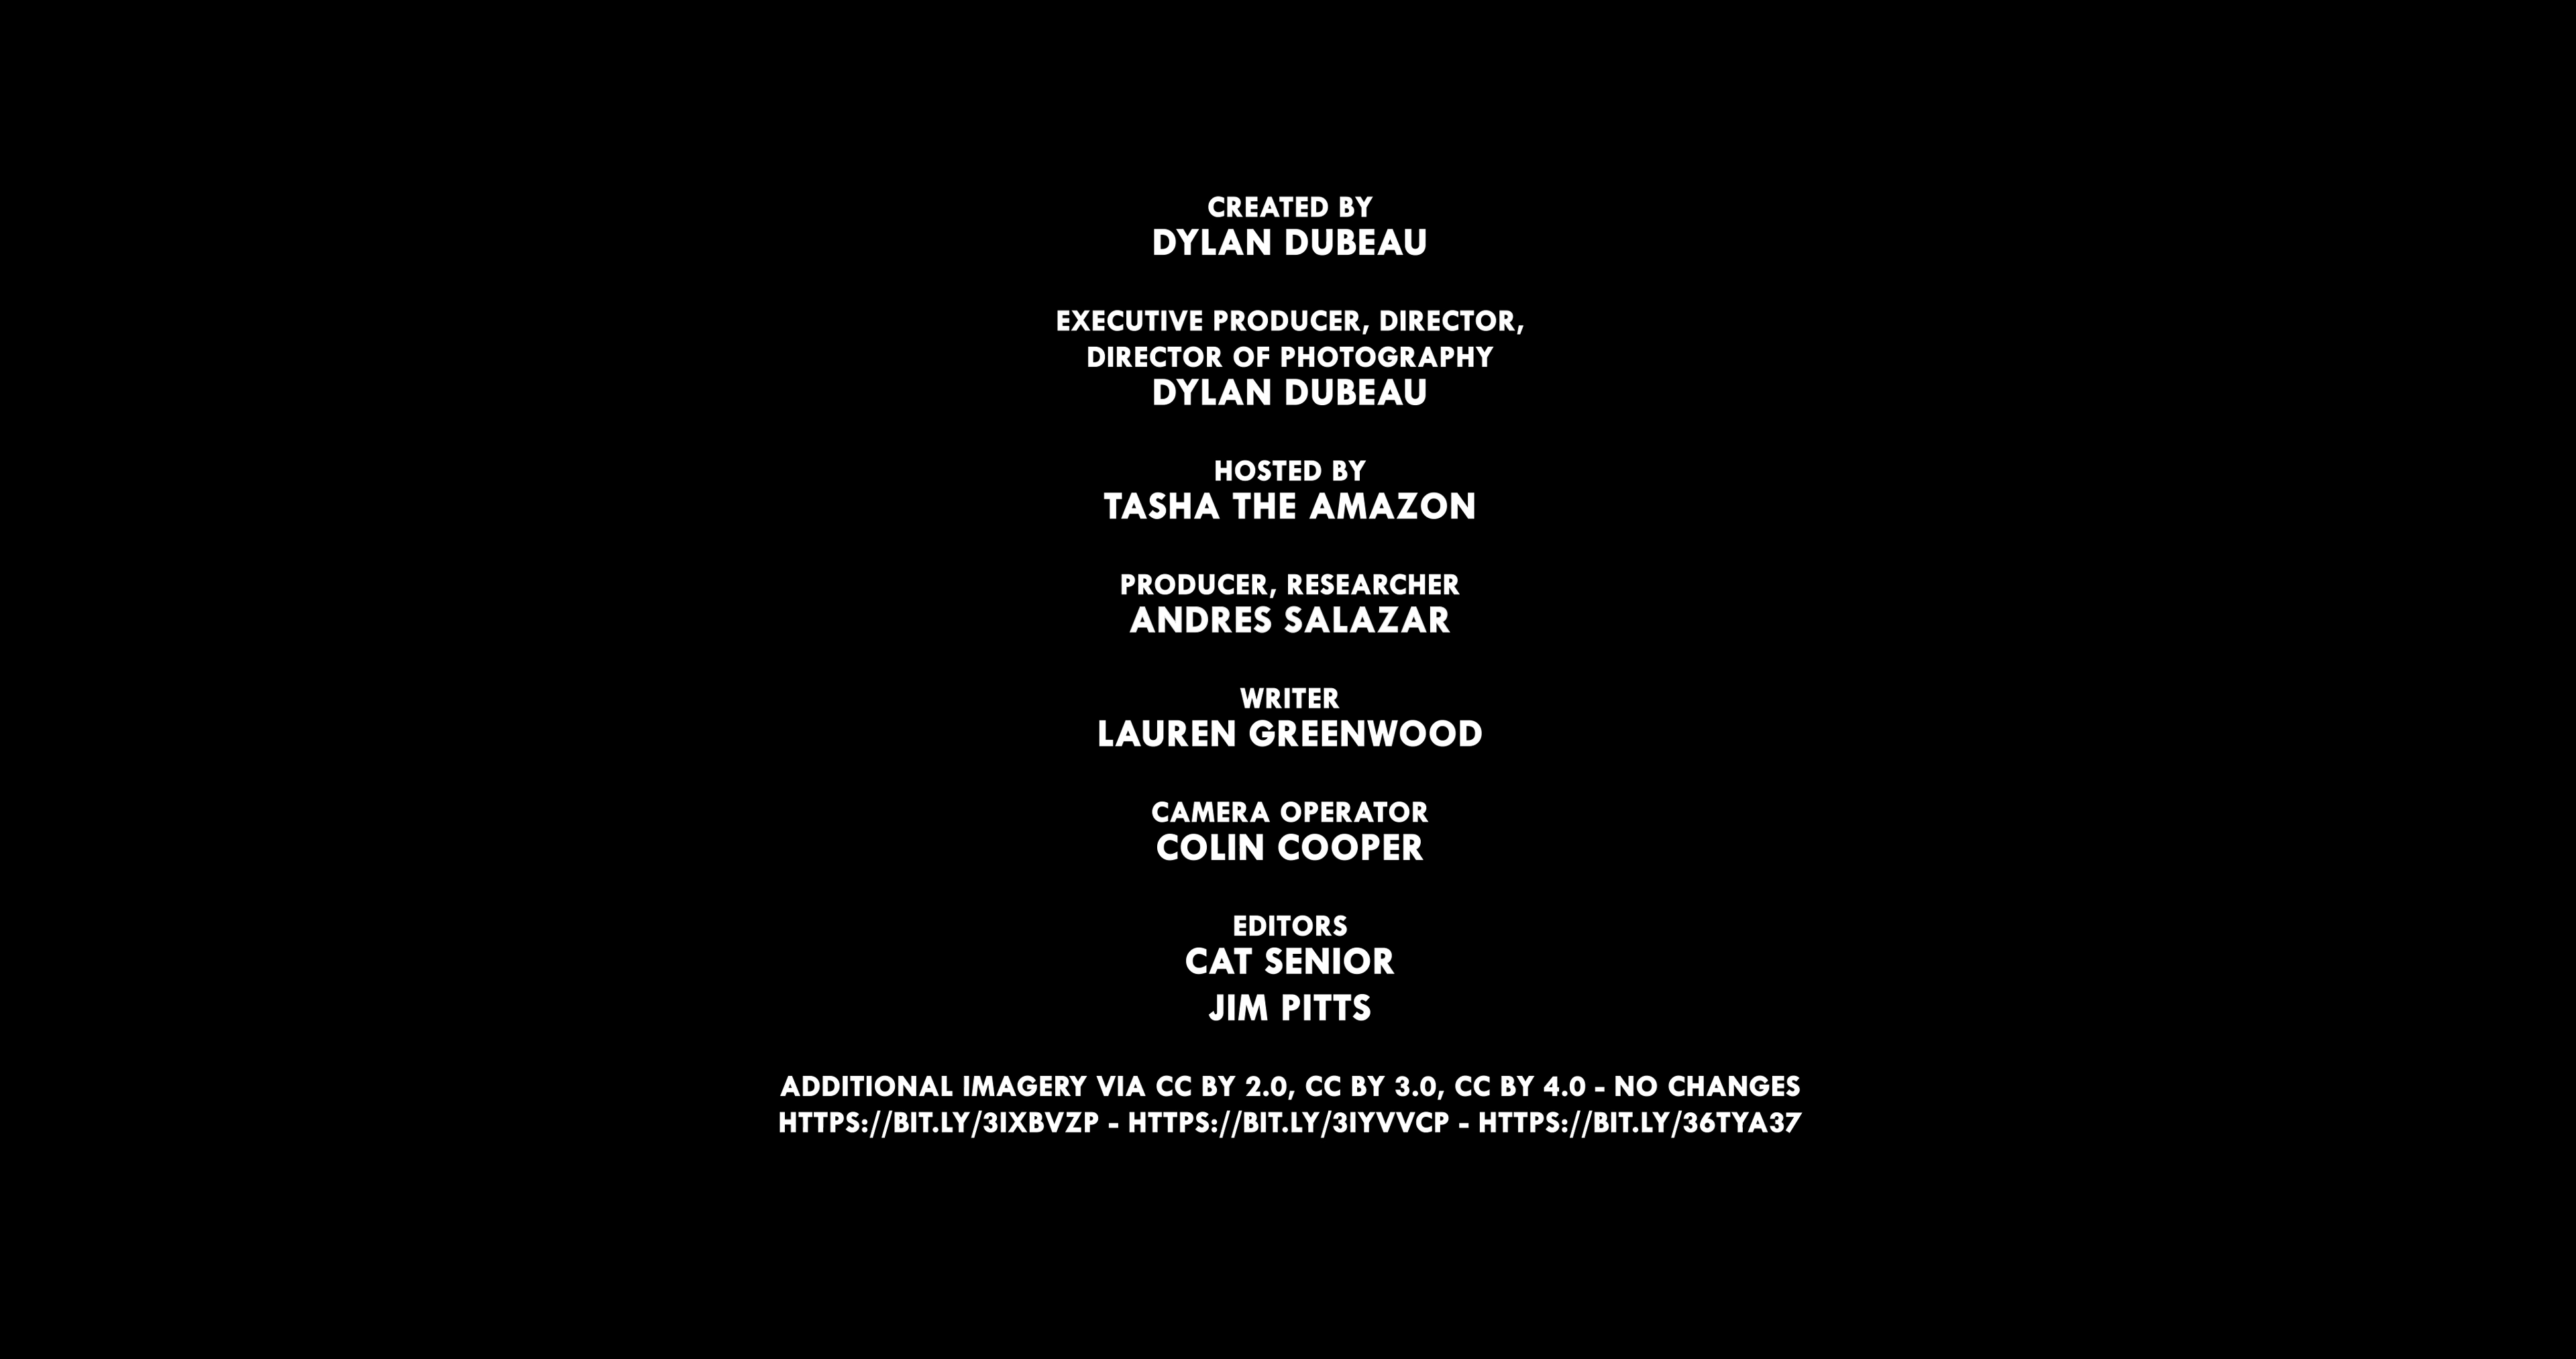 CREATED BY
DYLAN DUBEAU
EXECUTIVE PRODUCER, DIRECTOR,
DIRECTOR OF PHOTOGRAPHY
DYLAN DUBEAU
HOSTED BY
TASHA THE AMAZON
PRODUCER, RESEARCHER
ANDRES SALAZAR
WRITER
LAUREN GREENWOOD
CAMERA OPERATOR
COLIN COOPER
EDITORS
CAT SENIOR
JIM PITTS
ADDITIONAL IMAGERY VIA CC BY 2.0, CC BY 3.0, CC BY 4.0 - NO CHANGES
HTTPS://BIT.LY/3IXBVZP - HTTPS://BIT.LY/3IYVVCP - HTTPS://BIT.LY/36TYA37